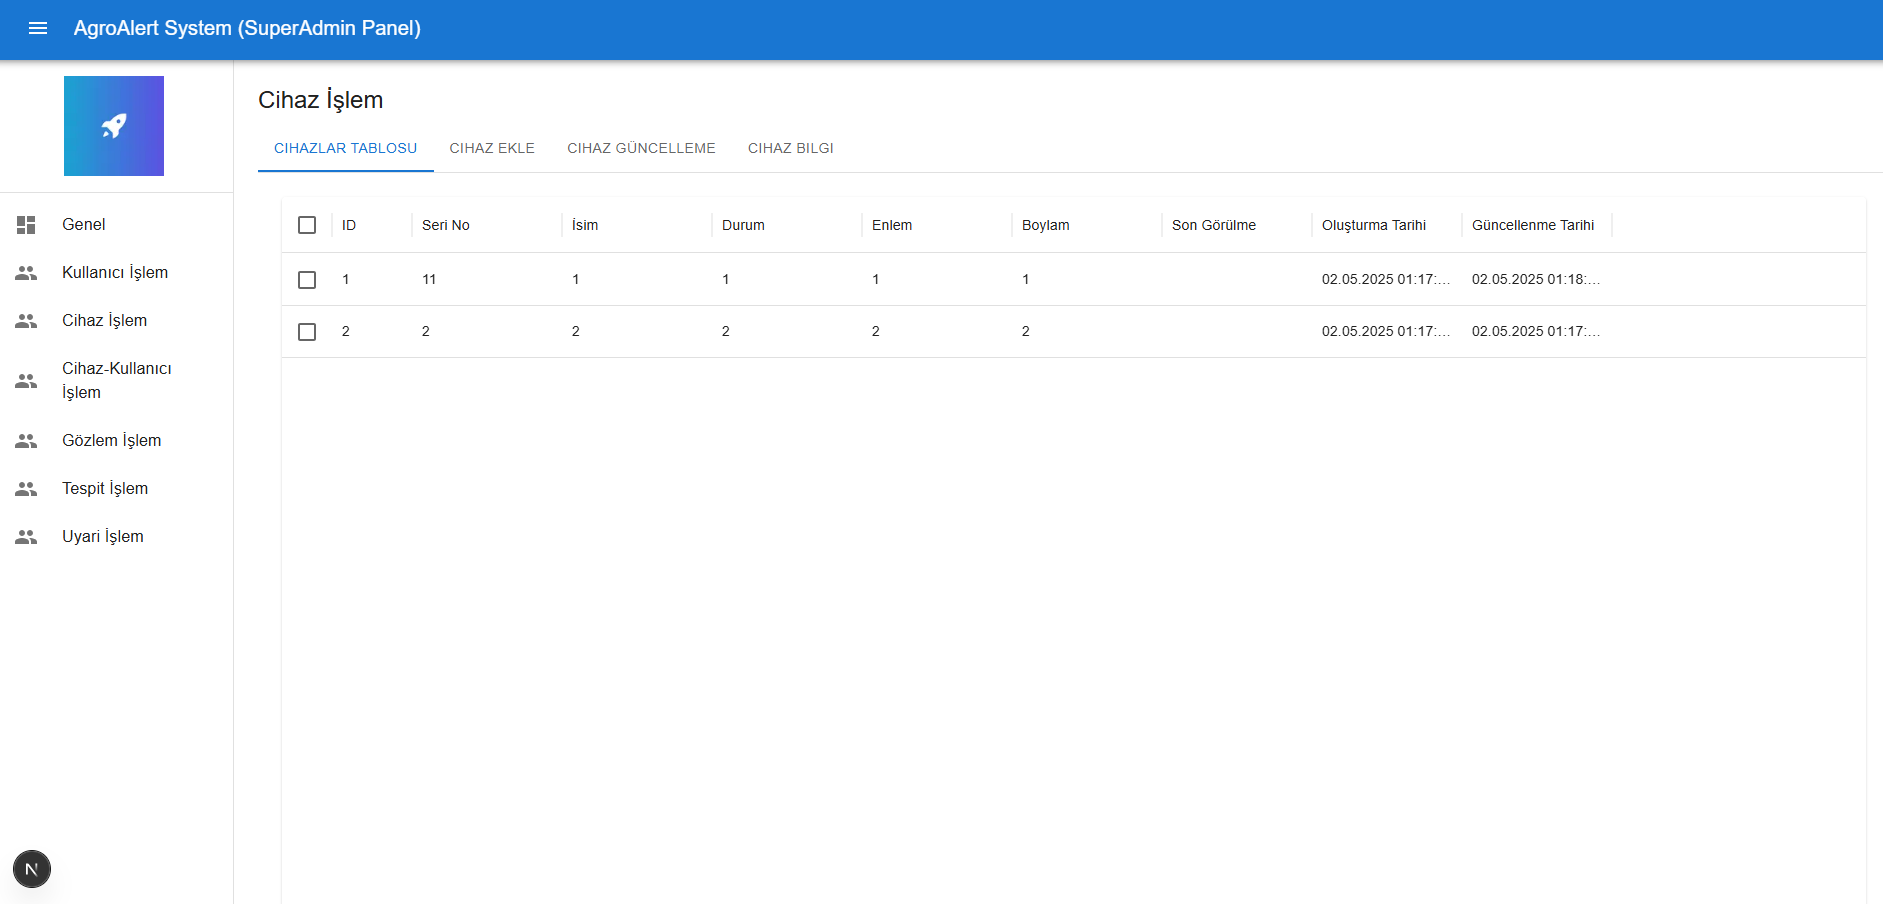 AgroAlert System (SuperAdmin Panel)
Genel
Kullanıcı İşlem
Cihaz İşlem
Cihaz-Kullanıcı
İşlem
Gözlem İşlem
Tespit İşlem
Uyari İşlem
N
Cihaz İşlem
CIHAZLAR TABLOSU CIHAZ EKLE CIHAZ GÜNCELLEME CIHAZ BILGI
ID Seri No İsim Durum Enlem Boylam Son Görülme Oluşturma Tarihi Güncellenme Tarihi
1 11 1 1 1 1 02.05.2025 01:17:... 02.05.2025 01:18:...
2 2 2 2 2 2 02.05.2025 01:17:... 02.05.2025 01:17:...